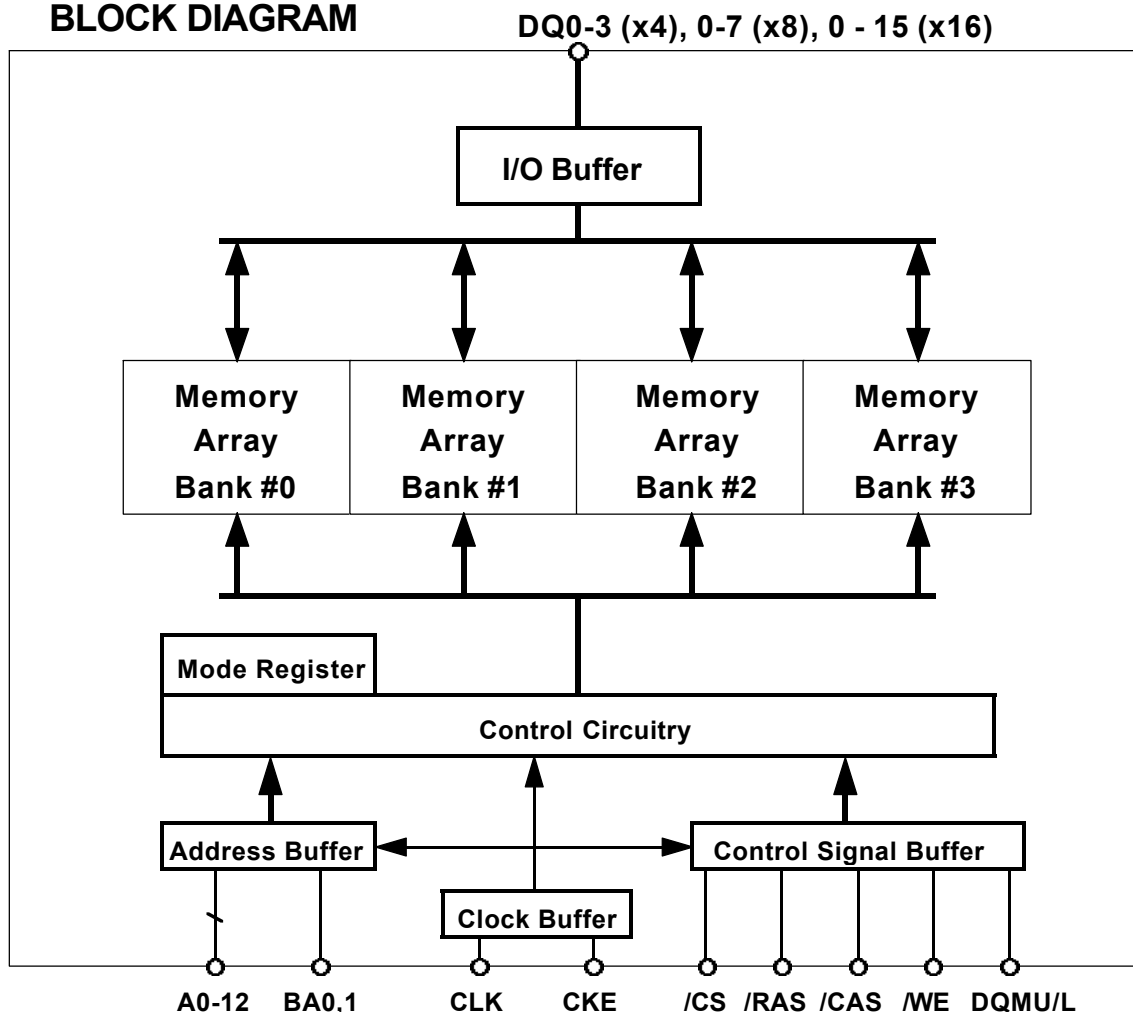 BLOCK DIAGRAM
DQ0-3 (x4), 0-7 (x8), 0 - 15 (x16)
I/O Buffer
Memory Array Bank #0
Memory Array Bank #1
Memory Array Bank #2
Memory Array Bank #3
Mode Register
Control Circuitry
Address Buffer
Control Signal Buffer
Clock Buffer
A0-12 BA0,1 CLK CKE /CS /RAS /CAS /WE DQMU/L